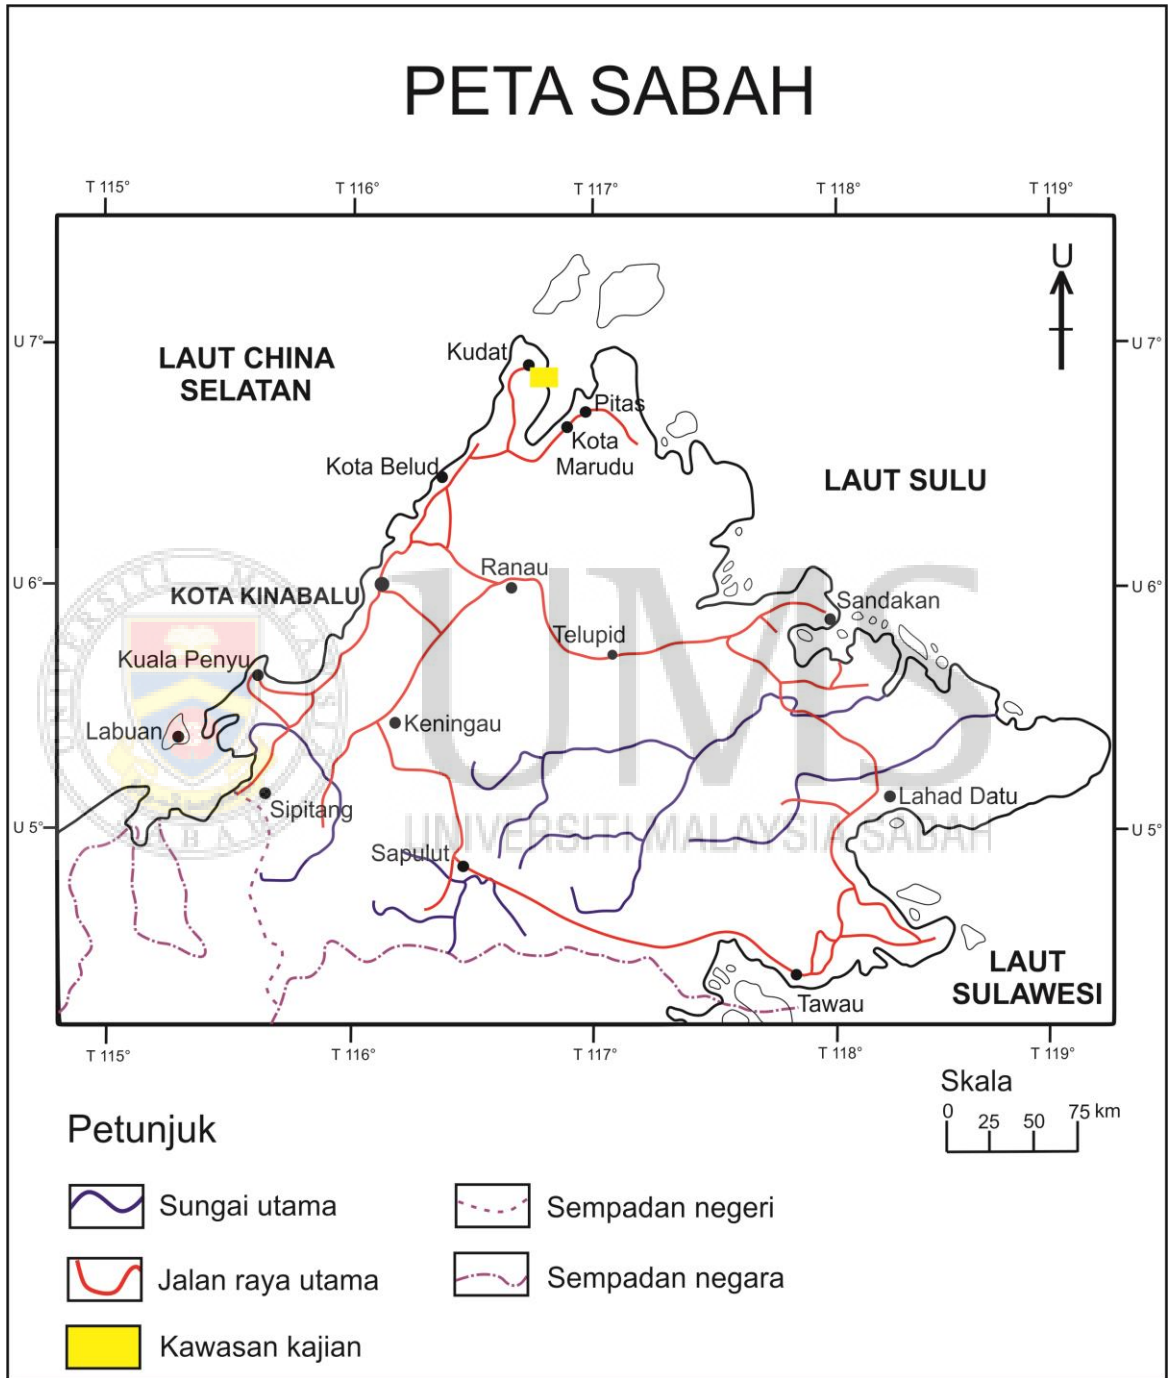 PETA SABAH
T 115°
T 116°
T 117°
T 118°
T 119°
U
U 7°
U 7°
LAUT CHINA
SELATAN
Kudat
Pitas
Kota
Marudu
Kota Belud
LAUT SULU
U 6°
U 6°
KOTA KINABALU
Ranau
Sandakan
Telupid
Kuala Penyu
UMS
Labuan
Keningau
Sipitang
Lahad Datu
U 5°
U 5°
UNIVERSITI MALAYSIA SABAH
UNIVERSITI MALAYSIA
SABAH
Sapulut
LAUT
SULAWESI
Tawau
T 115°
T 116°
T 117°
T 118°
T 119°
Skala
0 25 50 75 km
Petunjuk
Sungai utama
Sempadan negeri
Jalan raya utama
Sempadan negara
Kawasan kajian